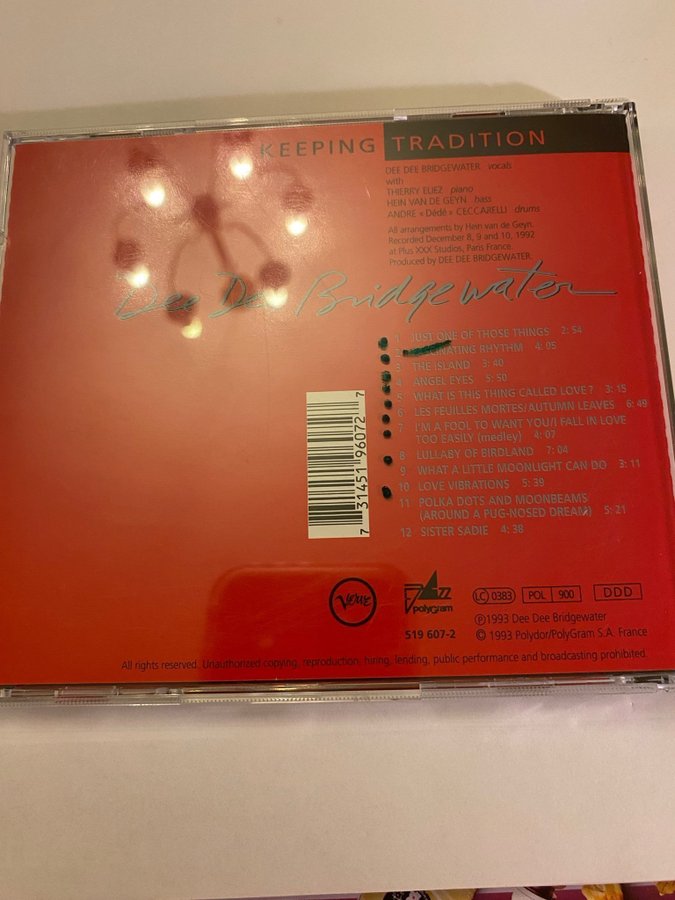 KEEPING TRADITION
DEE DEE BRIDGEWATER vocals
with
THIERRY ELIEZ piano
HEIN VAN DE GEYN bass
ANDRE « Dédé » CECCARELLI drums
All arrangements by Hein van de Geyn.
Recorded December 8, 9 and 10, 1992
at Plus XXX Studios, Paris France.
Produced by DEE DEE BRIDGEWATER
Dee Dee Bridgewater
1 JUST ONE OF THOSE THINGS 2:54
2 FASCINATING RHYTHM 4:05
3 THE ISLAND 3:40
4 ANGEL EYES 5:50
5 WHAT IS THIS THING CALLED LOVE? 3:15
6 LES FEUILLES MORTES/AUTUMN LEAVES 6:49
7 I'M A FOOL TO WANT YOU/I FALL IN LOVE
TOO EASILY (medley) 4:07
8 LULLABY OF BIRDLAND 7:04
9 WHAT A LITTLE MOONLIGHT CAN DO 3:11
10 LOVE VIBRATIONS 5:39
11 POLKA DOTS AND MOONBEAMS
(AROUND A PUG-NOSED DREAM) 5:21
12 SISTER SADIE 4:38
7 31451 96072 7
Verve
JAZZ
polyGram
LC 0383
POL 900
DDD
519 607-2
℗1993 Dee Dee Bridgewater
© 1993 Polydor/PolyGram S.A. France
All rights reserved. Unauthorized copying, reproduction, hiring, lending, public performance and broadcasting prohibited.